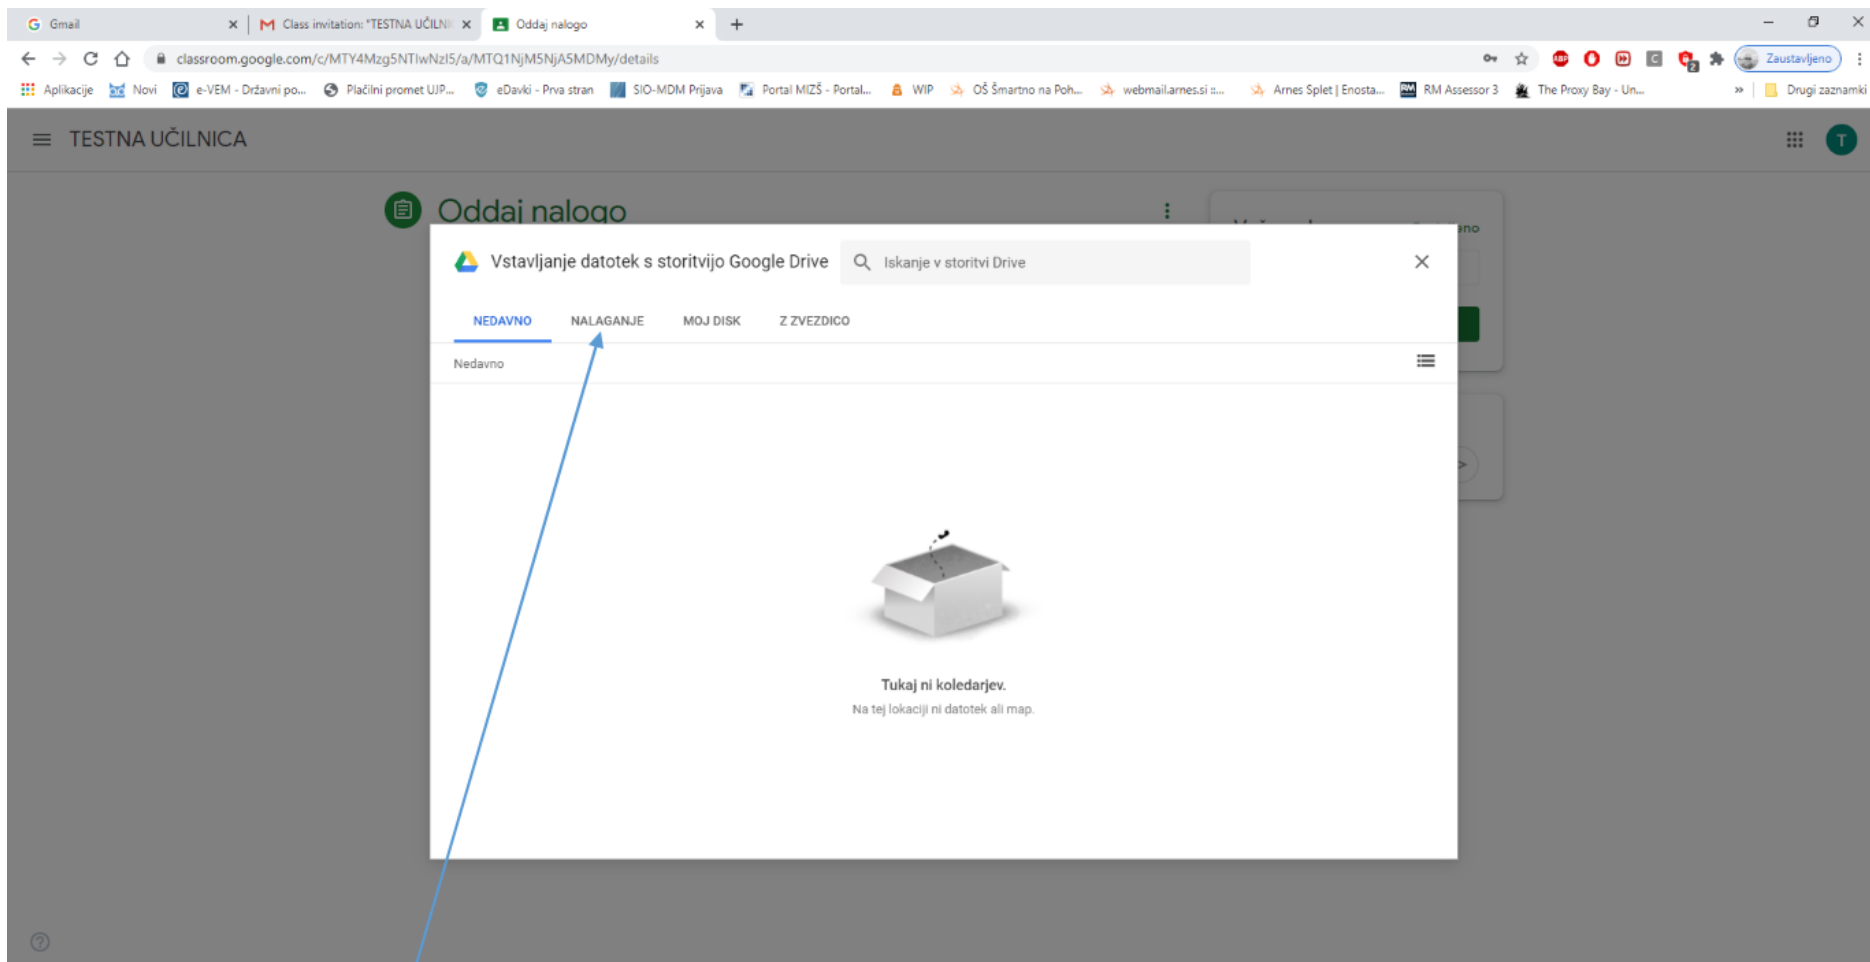 Gmail
Class invitation: "TESTNA UČILNI
Oddaj nalogo
classroom.google.com/c/MTY4Mzg5NTIwNzI5/a/MTQ1NjM5NjA5MDMy/details
Zaustavljeno
Aplikacije
Novi
e-VEM - Državni po...
Plačilni promet UJP...
eDavki - Prva stran
SIO-MDM Prijava
Portal MIZŠ - Portal...
WIP
OŠ Šmartno na Poh...
webmail.arnes.si ::...
Arnes Splet | Enosta...
RM Assessor 3
The Proxy Bay - Un...
»
Drugi zaznamki
TESTNA UČILNICA
T
Oddaj nalogo
Vstavljanje datotek s storitvijo Google Drive
Iskanje v storitvi Drive
NEDAVNO
NALAGANJE
MOJ DISK
Z ZVEZDICO
Nedavno
Tukaj ni koledarjev.
Na tej lokaciji ni datotek ali map.